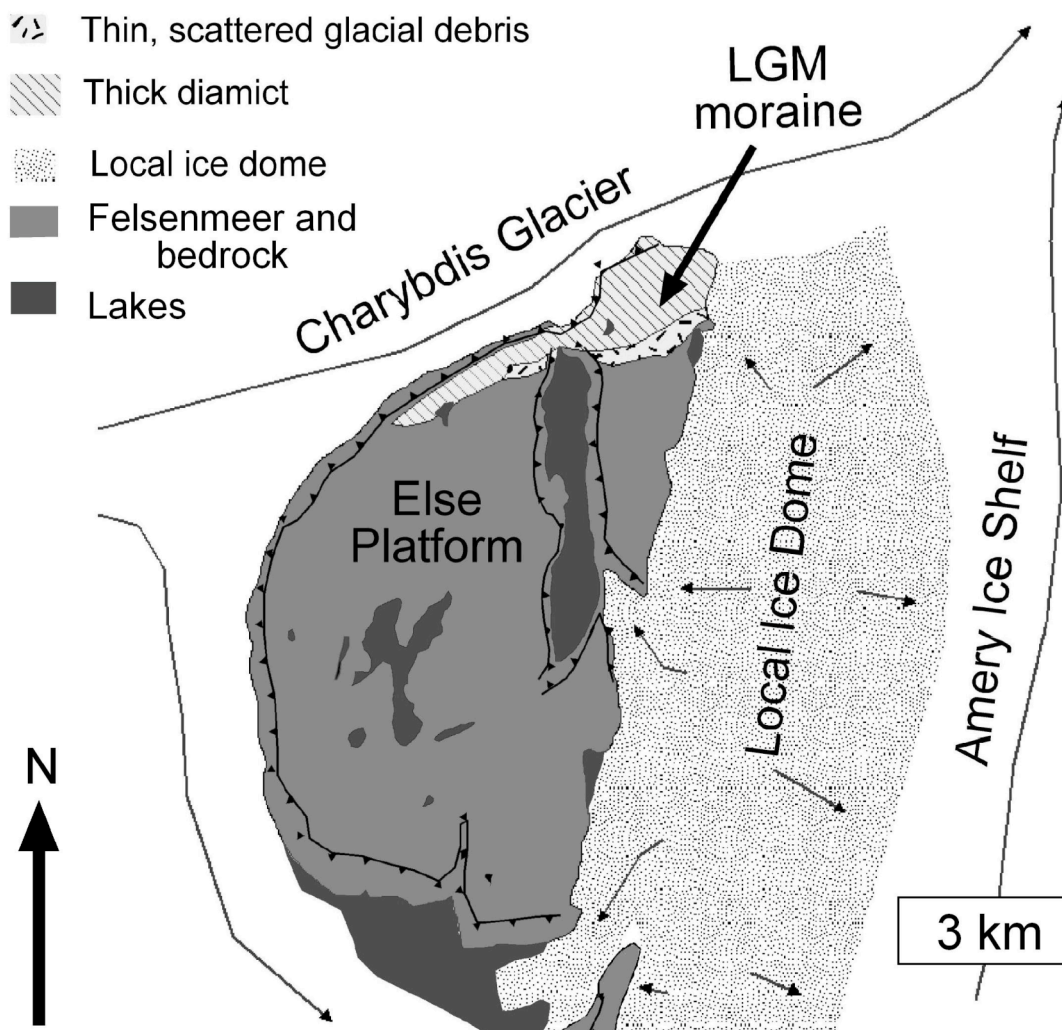 Thin, scattered glacial debris
Thick diamict
Local ice dome
Felsenmeer and
bedrock
Lakes
LGM
moraine
Charybdis Glacier
Else
Platform
Local Ice Dome
Amery Ice Shelf
N
3 km